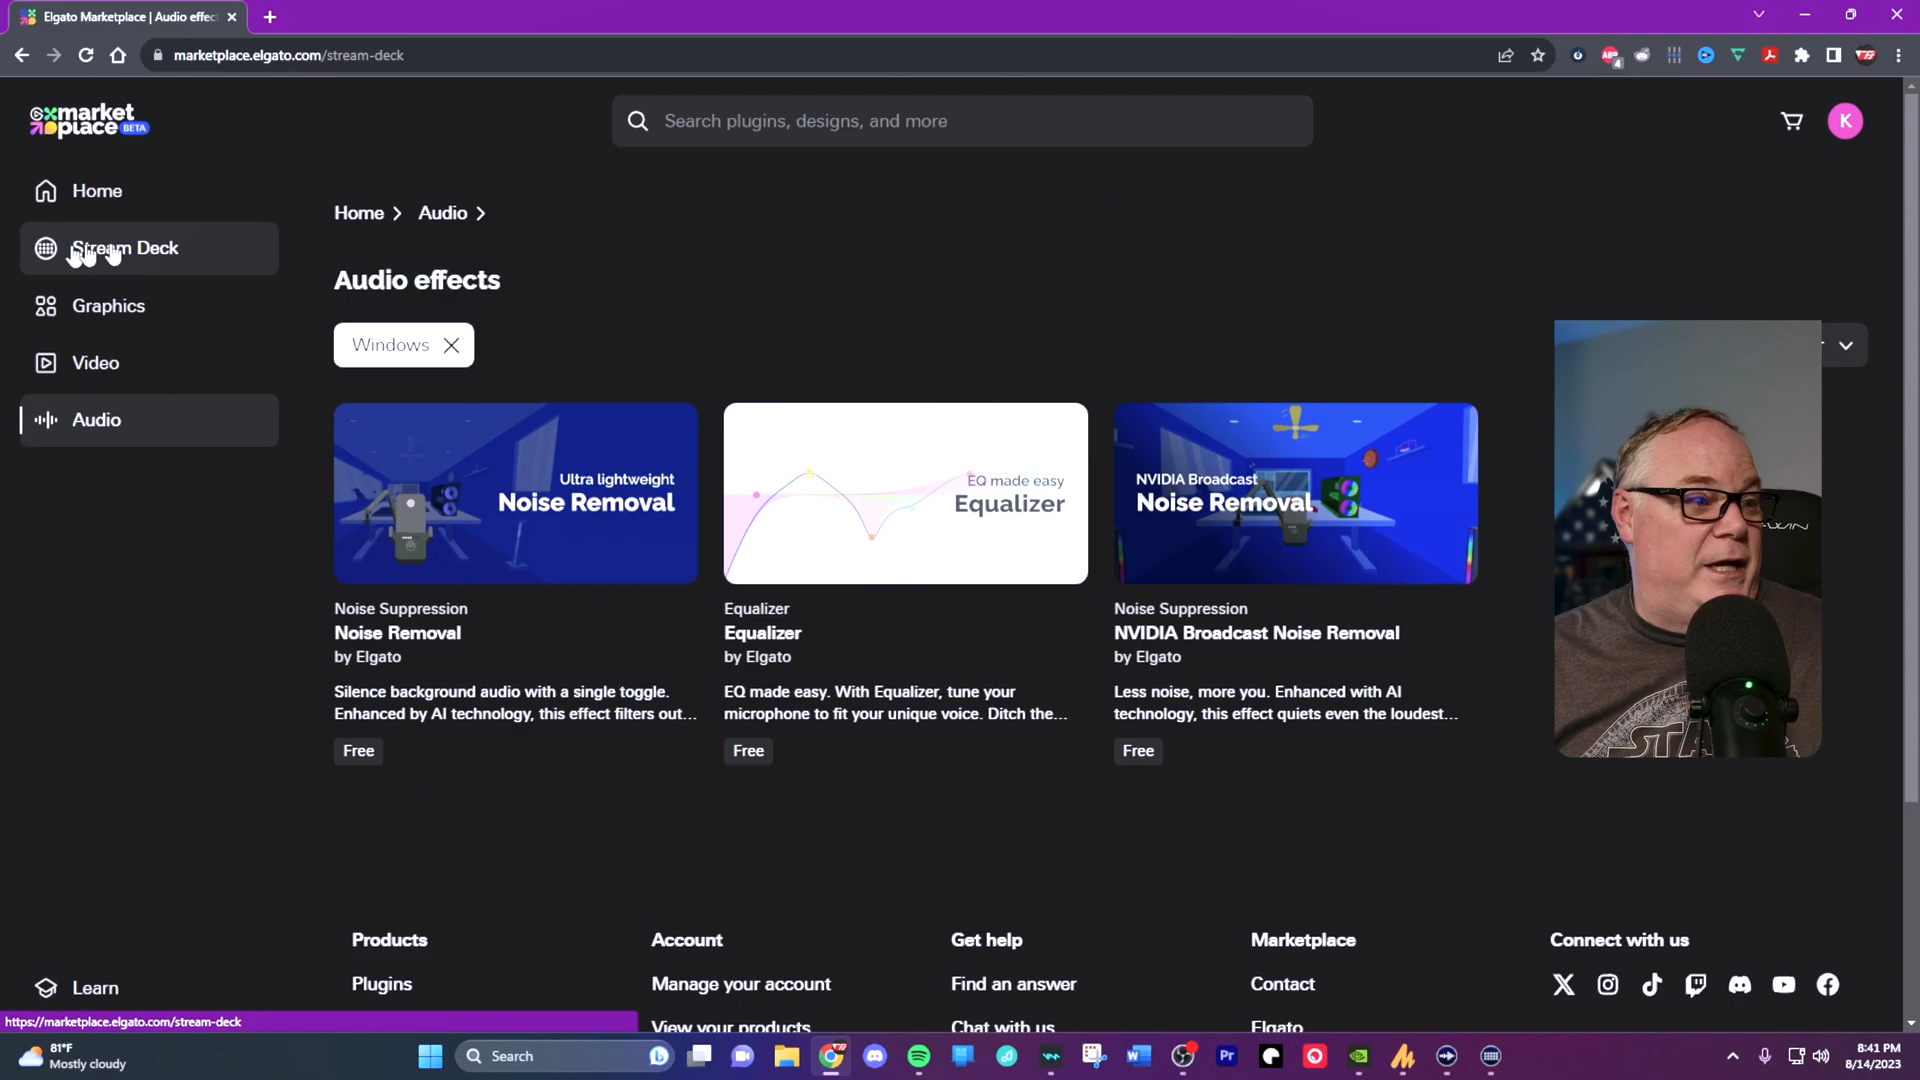 Elgato Marketplace | Audio effec
marketplace.elgato.com/stream-deck
4
market
place BETA
Search plugins, designs, and more
K
Home
Stream Deck
Graphics
Video
Audio
Home
Audio
Audio effects
Windows
Ultra lightweight
Noise Removal
EQ made easy
Equalizer
NVIDIA Broadcast
Noise Removal
Noise Suppression
Noise Removal
by Elgato
Silence background audio with a single toggle.
Enhanced by AI technology, this effect filters out...
Free
Equalizer
Equalizer
by Elgato
EQ made easy. With Equalizer, tune your
microphone to fit your unique voice. Ditch the...
Free
Noise Suppression
NVIDIA Broadcast Noise Removal
by Elgato
Less noise, more you. Enhanced with AI
technology, this effect quiets even the loudest...
Free
Products
Plugins
Account
Manage your account
View your products
Get help
Find an answer
Chat with us
Marketplace
Contact
Elgato
Connect with us
Learn
https://marketplace.elgato.com/stream-deck
81°F
Mostly cloudy
Search
8:41 PM
8/14/2023